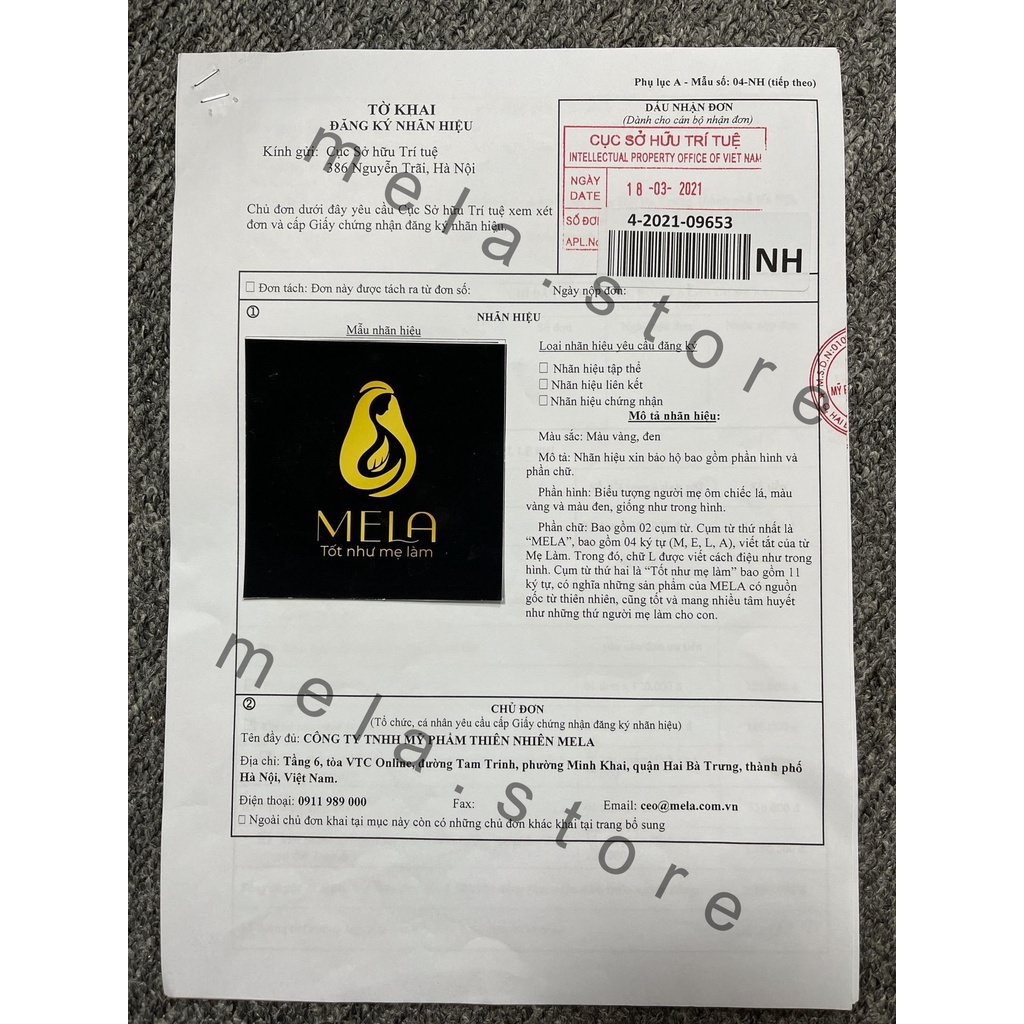 Phụ lục A - Mẫu số: 04-NH (tiếp theo)
TỜ KHAI
ĐĂNG KÝ NHÃN HIỆU
Kính gửi: Cục Sở hữu Trí tuệ
386 Nguyễn Trãi, Hà Nội
Chủ đơn dưới đây yêu cầu Cục Sở hữu Trí tuệ xem xét
đơn và cấp Giấy chứng nhận đăng ký nhãn hiệu.
DẤU NHẬN ĐƠN
(Dành cho cán bộ nhận đơn)
CỤC SỞ HỮU TRÍ TUỆ
INTELLECTUAL PROPERTY OFFICE OF VIET NAM
NGÀY
DATE
18 -03- 2021
SỐ ĐƠN
APL.No
4-2021-09653
NH
☐ Đơn tách: Đơn này được tách ra từ đơn số: Ngày nộp đơn:
① NHÃN HIỆU
Mẫu nhãn hiệu
MELA
Tốt như mẹ làm
Loại nhãn hiệu yêu cầu đăng ký
☐ Nhãn hiệu tập thể
☐ Nhãn hiệu liên kết
☐ Nhãn hiệu chứng nhận
Mô tả nhãn hiệu:
Màu sắc: Màu vàng, đen
Mô tả: Nhãn hiệu xin bảo hộ bao gồm phần hình và
phần chữ.
Phần hình: Biểu tượng người mẹ ôm chiếc lá, màu
vàng và màu đen, giống như trong hình.
Phần chữ: Bao gồm 02 cụm từ. Cụm từ thứ nhất là
“MELA”, bao gồm 04 ký tự (M, E, L, A), viết tắt của từ
Mẹ Làm. Trong đó, chữ L được viết cách điệu như trong
hình. Cụm từ thứ hai là “Tốt như mẹ làm” bao gồm 11
ký tự, có nghĩa những sản phẩm của MELA có nguồn
gốc từ thiên nhiên, cũng tốt và mang nhiều tâm huyết
như những thứ người mẹ làm cho con.
② CHỦ ĐƠN
(Tổ chức, cá nhân yêu cầu cấp Giấy chứng nhận đăng ký nhãn hiệu)
Tên đầy đủ: CÔNG TY TNHH MỸ PHẨM THIÊN NHIÊN MELA
Địa chỉ: Tầng 6, tòa VTC Online, đường Tam Trinh, phường Minh Khai, quận Hai Bà Trưng, thành phố
Hà Nội, Việt Nam.
Điện thoại: 0911 989 000 Fax: Email: ceo@mela.com.vn
☐ Ngoài chủ đơn khai tại mục này còn có những chủ đơn khác khai tại trang bổ sung
mela.store
mela.store